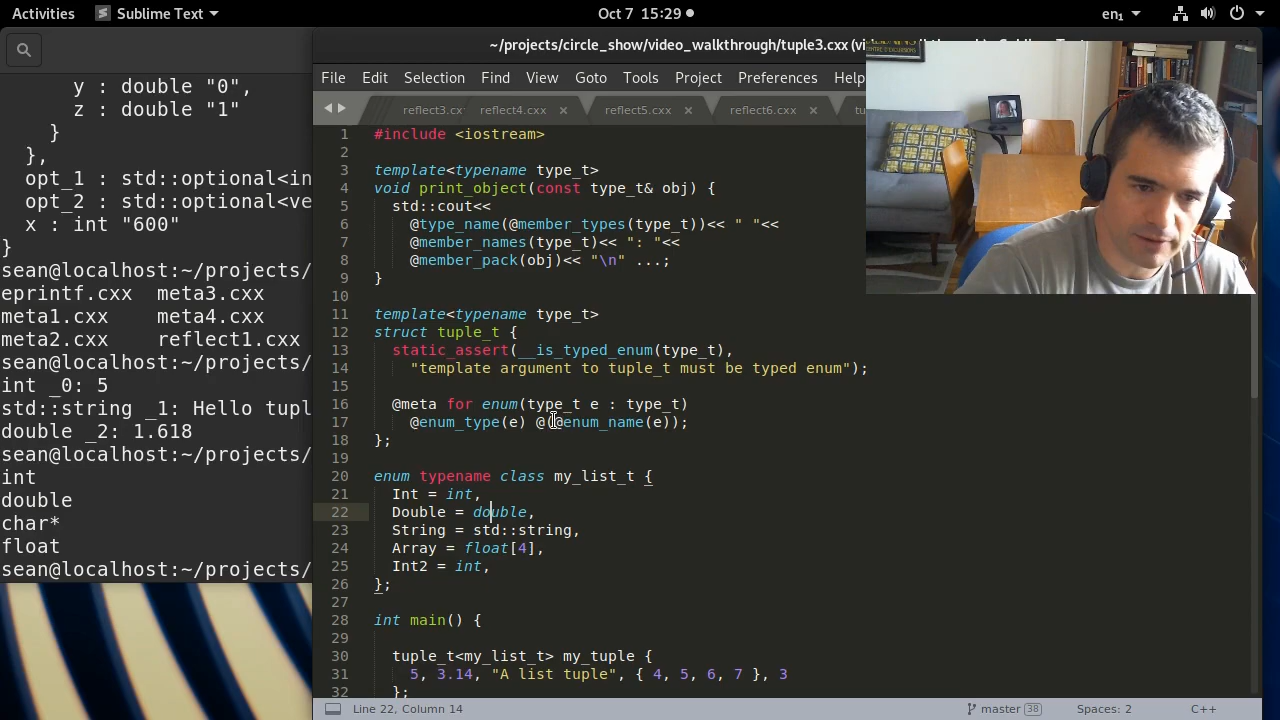 Activities
Sublime Text
Oct 7 15:29
en₁
~/projects/circle_show/video_walkthrough/tuple3.cxx
File Edit Selection Find View Goto Tools Project Preferences Help
reflect3.cx
reflect4.cxx
reflect5.cxx
reflect6.cxx
tu
y : double "0",
z : double "1"
}
},
opt_1 : std::optional<in
opt_2 : std::optional<ve
x : int "600"
}
sean@localhost:~/projects/
eprintf.cxx meta3.cxx
meta1.cxx meta4.cxx
meta2.cxx reflect1.cxx
sean@localhost:~/projects/
int _0: 5
std::string _1: Hello tupl
double _2: 1.618
sean@localhost:~/projects/
int
double
char*
float
sean@localhost:~/projects/
1 #include <iostream>
2
3 template<typename type_t>
4 void print_object(const type_t& obj) {
5 std::cout<<
6 @type_name(@member_types(type_t))<< " "<<
7 @member_names(type_t)<< ": "<<
8 @member_pack(obj)<< "\n" ...;
9 }
10
11 template<typename type_t>
12 struct tuple_t {
13 static_assert(__is_typed_enum(type_t),
14 "template argument to tuple_t must be typed enum");
15
16 @meta for enum(type_t e : type_t)
17 @enum_type(e) @(@enum_name(e));
18 };
19
20 enum typename class my_list_t {
21 Int = int,
22 Double = double,
23 String = std::string,
24 Array = float[4],
25 Int2 = int,
26 };
27
28 int main() {
29
30 tuple_t<my_list_t> my_tuple {
31 5, 3.14, "A list tuple", { 4, 5, 6, 7 }, 3
32 };
Line 22, Column 14
master 38
Spaces: 2
C++